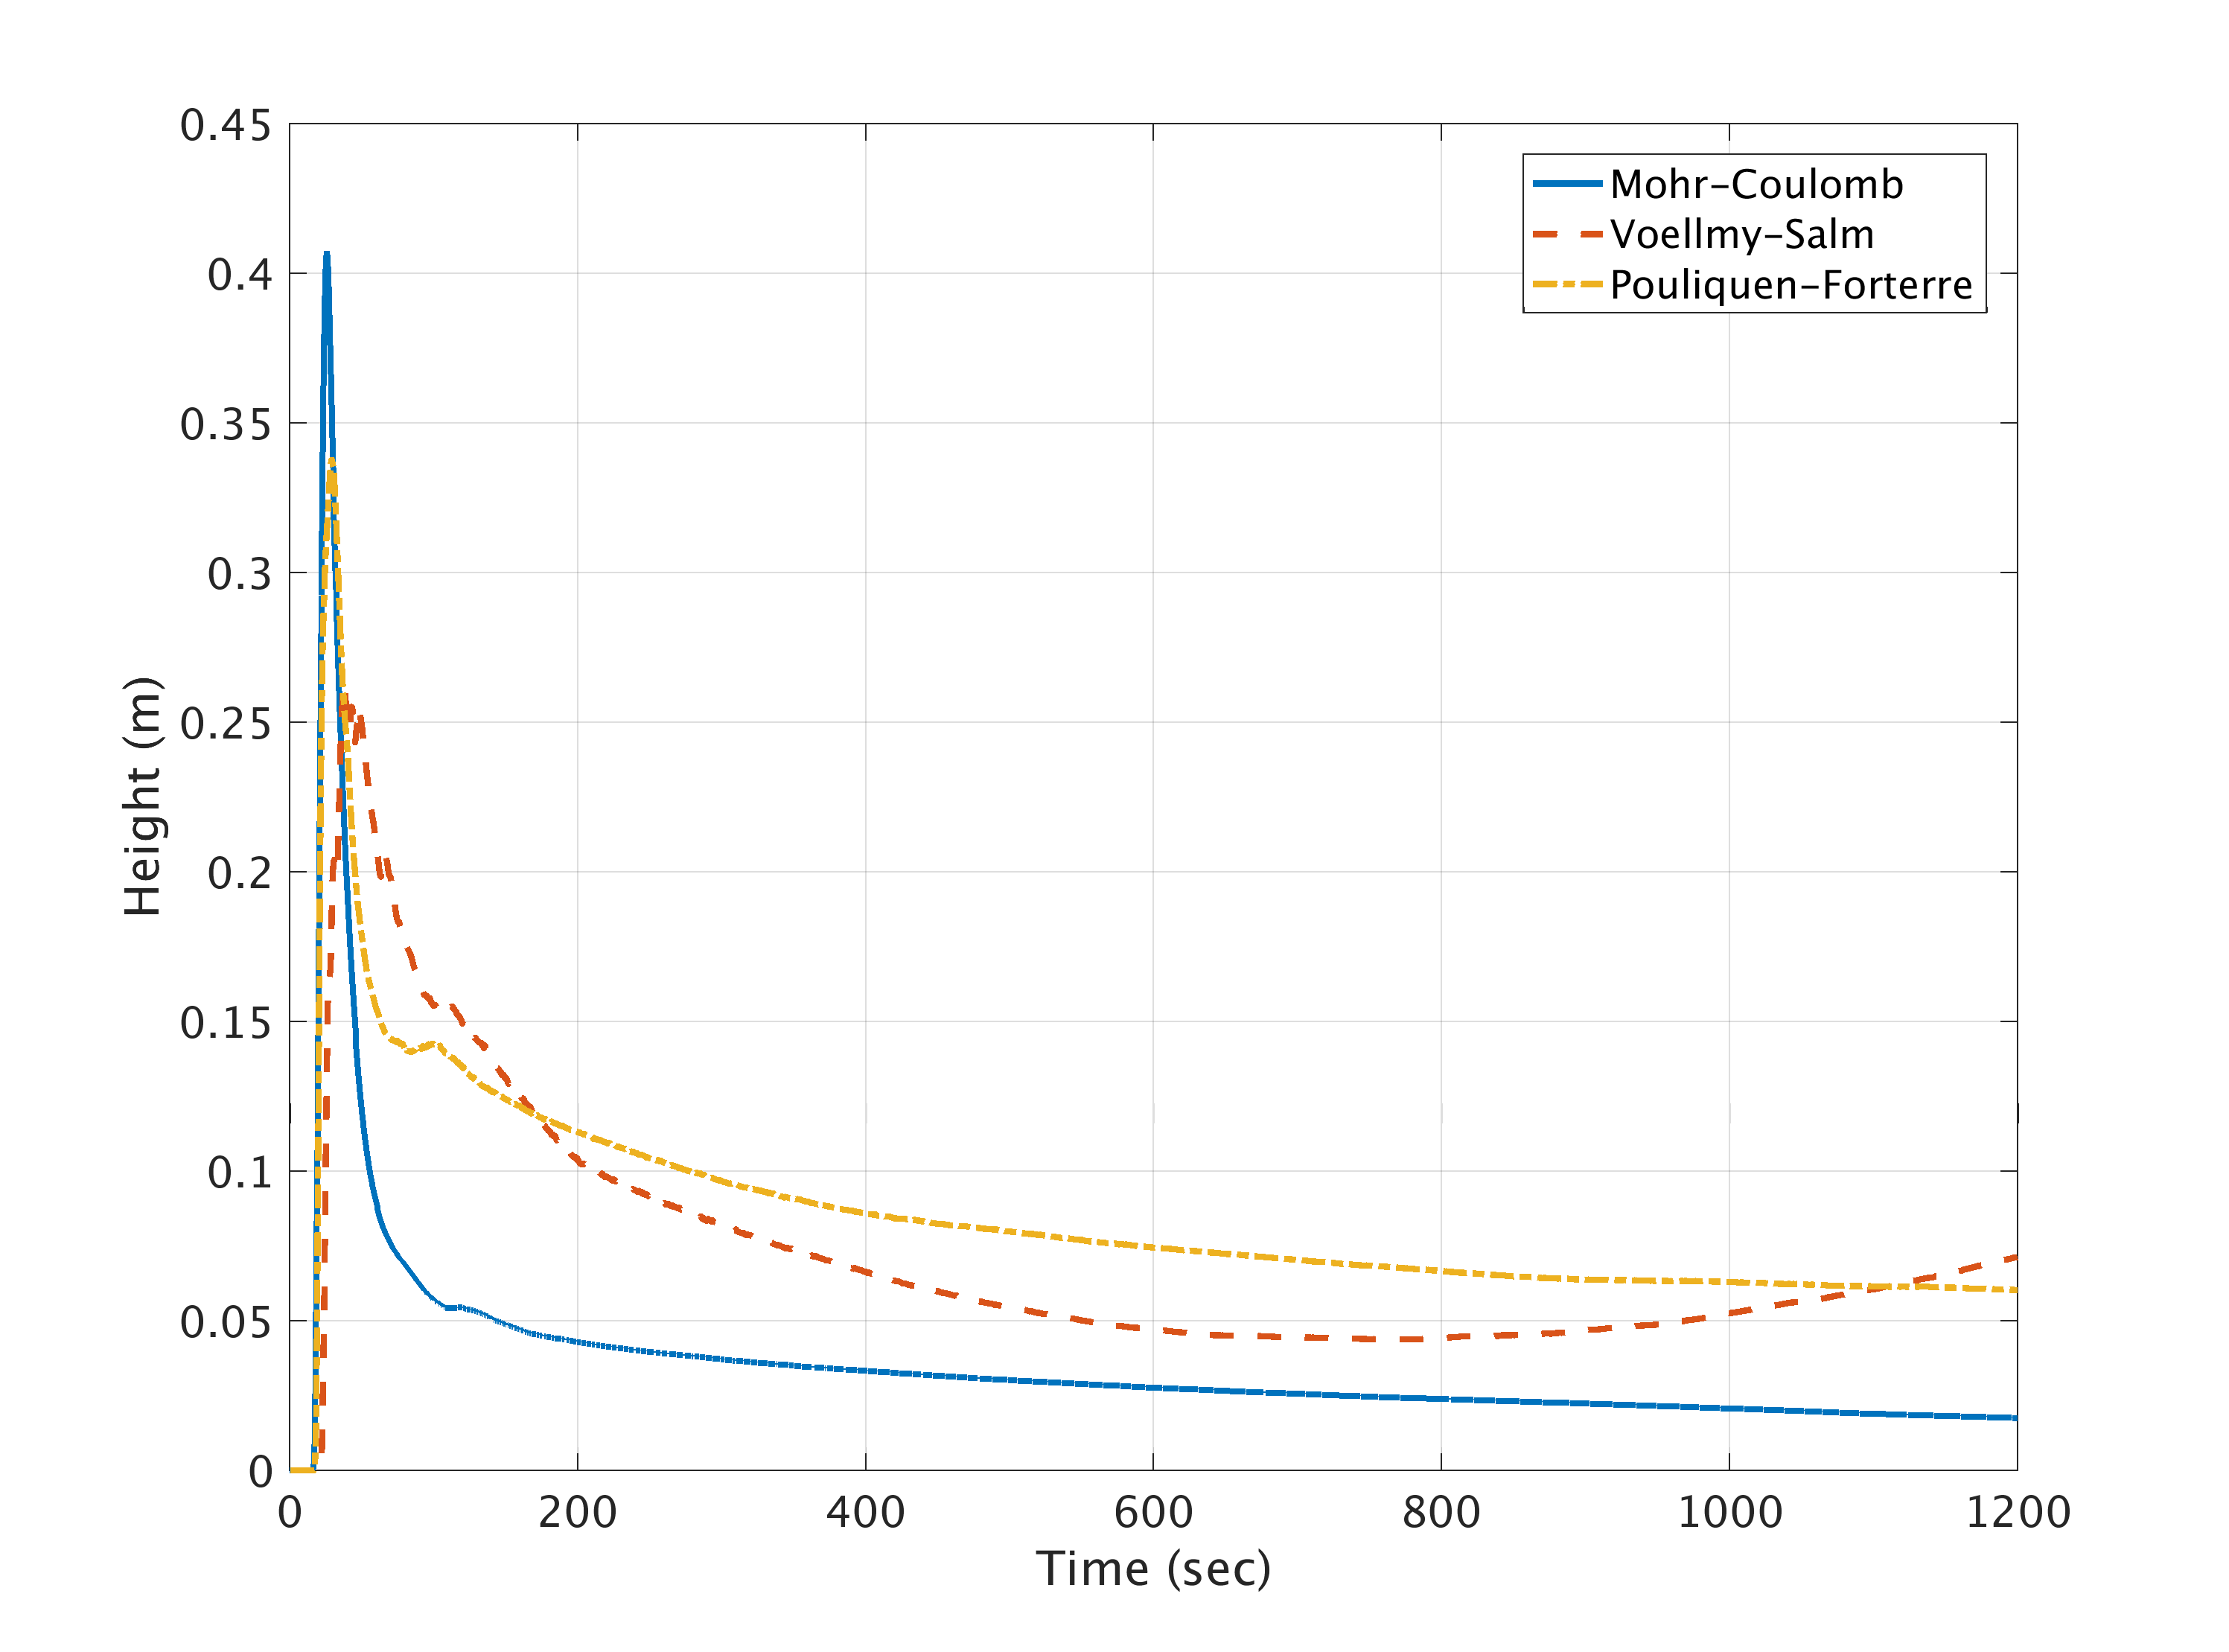 0.45
0.4
0.35
0.3
0.25
0.2
0.15
0.1
0.05
0
Height (m)
Mohr-Coulomb
Voellmy-Salm
Pouliquen-Forterre
0 200 400 600 800 1000 1200
Time (sec)